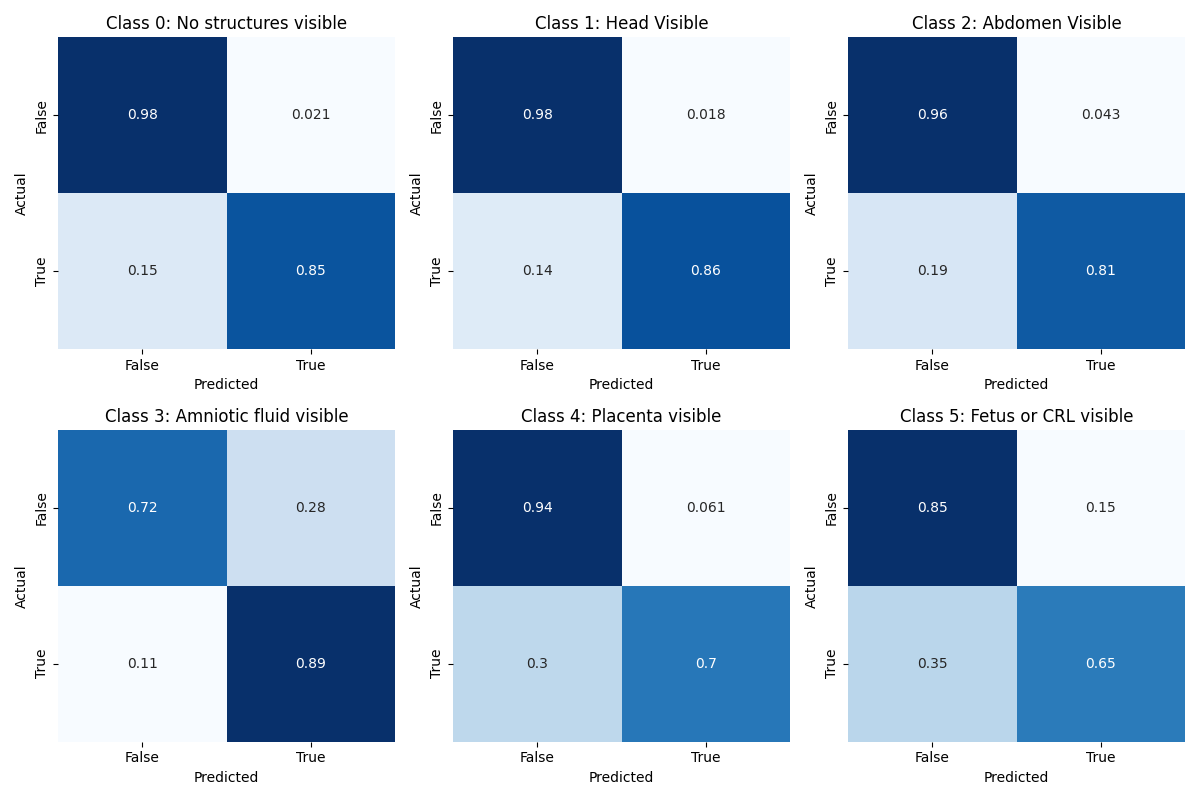 Class 0: No structures visible
Class 1: Head Visible
Class 2: Abdomen Visible
False
0.98
0.021
False
0.98
0.018
False
0.96
0.043
Actual
Actual
Actual
True
0.15
0.85
True
0.14
0.86
True
0.19
0.81
False
True
False
True
False
True
Predicted
Predicted
Predicted
Class 3: Amniotic fluid visible
Class 4: Placenta visible
Class 5: Fetus or CRL visible
False
0.72
0.28
False
0.94
0.061
False
0.85
0.15
Actual
Actual
Actual
True
0.11
0.89
True
0.3
0.7
True
0.35
0.65
False
True
False
True
False
True
Predicted
Predicted
Predicted